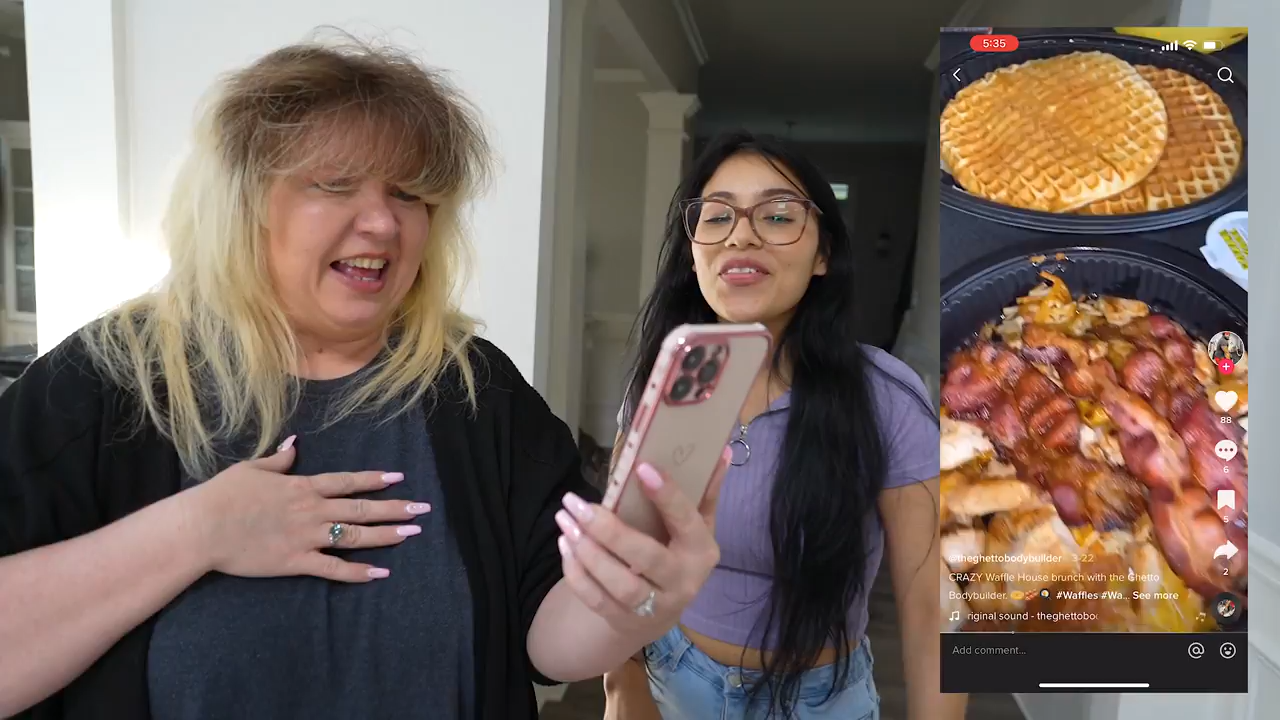 5:35
88
6
5
2
@theghettobodybuilder · 3-22
CRAZY Waffle House brunch with the Ghetto
Bodybuilder. #Waffles #Wa... See more
riginal sound - theghettobo
Add comment...